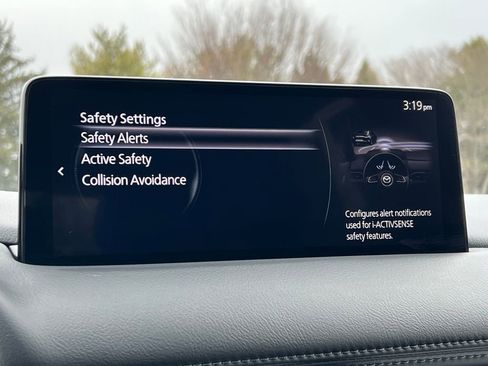 3:19 pm
Safety Settings
Safety Alerts
Active Safety
Collision Avoidance
Configures alert notifications
used for i-ACTIVSENSE
safety features.